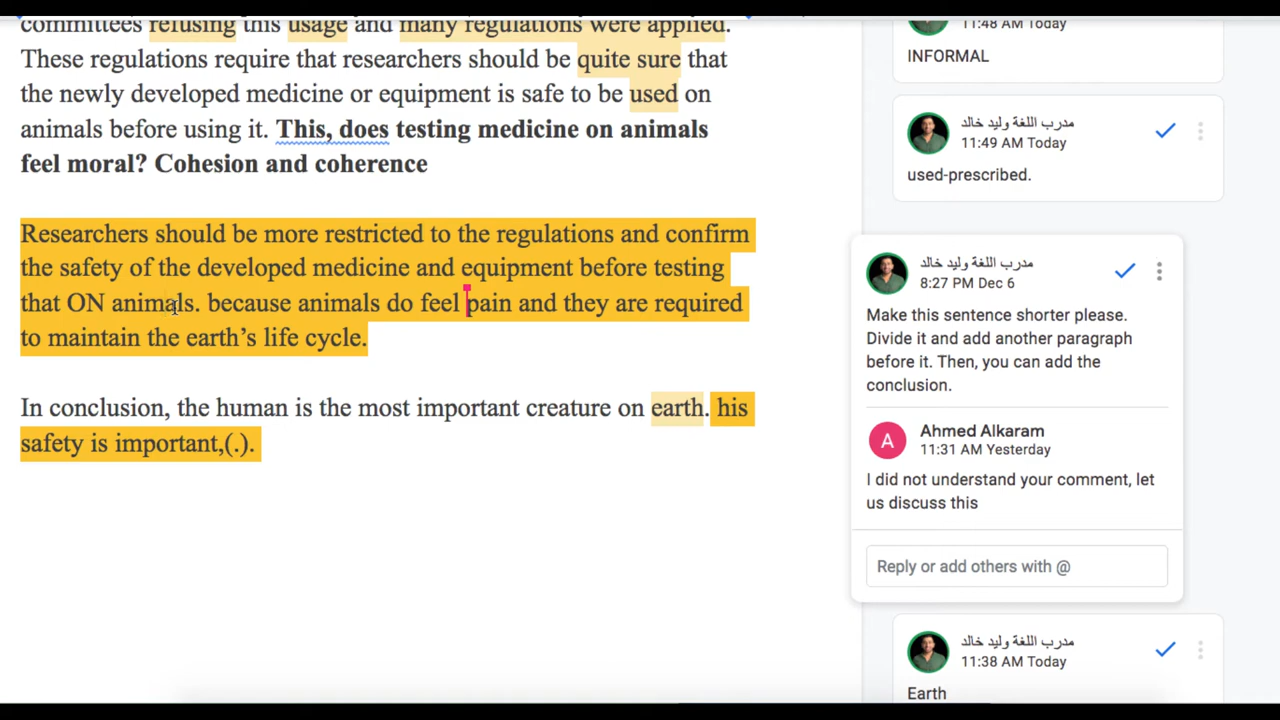 committees refusing this usage and many regulations were applied.
These regulations require that researchers should be quite sure that
the newly developed medicine or equipment is safe to be used on
animals before using it. This, does testing medicine on animals
feel moral? Cohesion and coherence
Researchers should be more restricted to the regulations and confirm
the safety of the developed medicine and equipment before testing
that ON animals. because animals do feel pain and they are required
to maintain the earth’s life cycle.
In conclusion, the human is the most important creature on earth. his
safety is important,(.).
11:48 AM Today
INFORMAL
مدرب اللغة وليد خالد
11:49 AM Today
used-prescribed.
مدرب اللغة وليد خالد
8:27 PM Dec 6
Make this sentence shorter please.
Divide it and add another paragraph
before it. Then, you can add the
conclusion.
A
Ahmed Alkaram
11:31 AM Yesterday
I did not understand your comment, let
us discuss this
Reply or add others with @
مدرب اللغة وليد خالد
11:38 AM Today
Earth